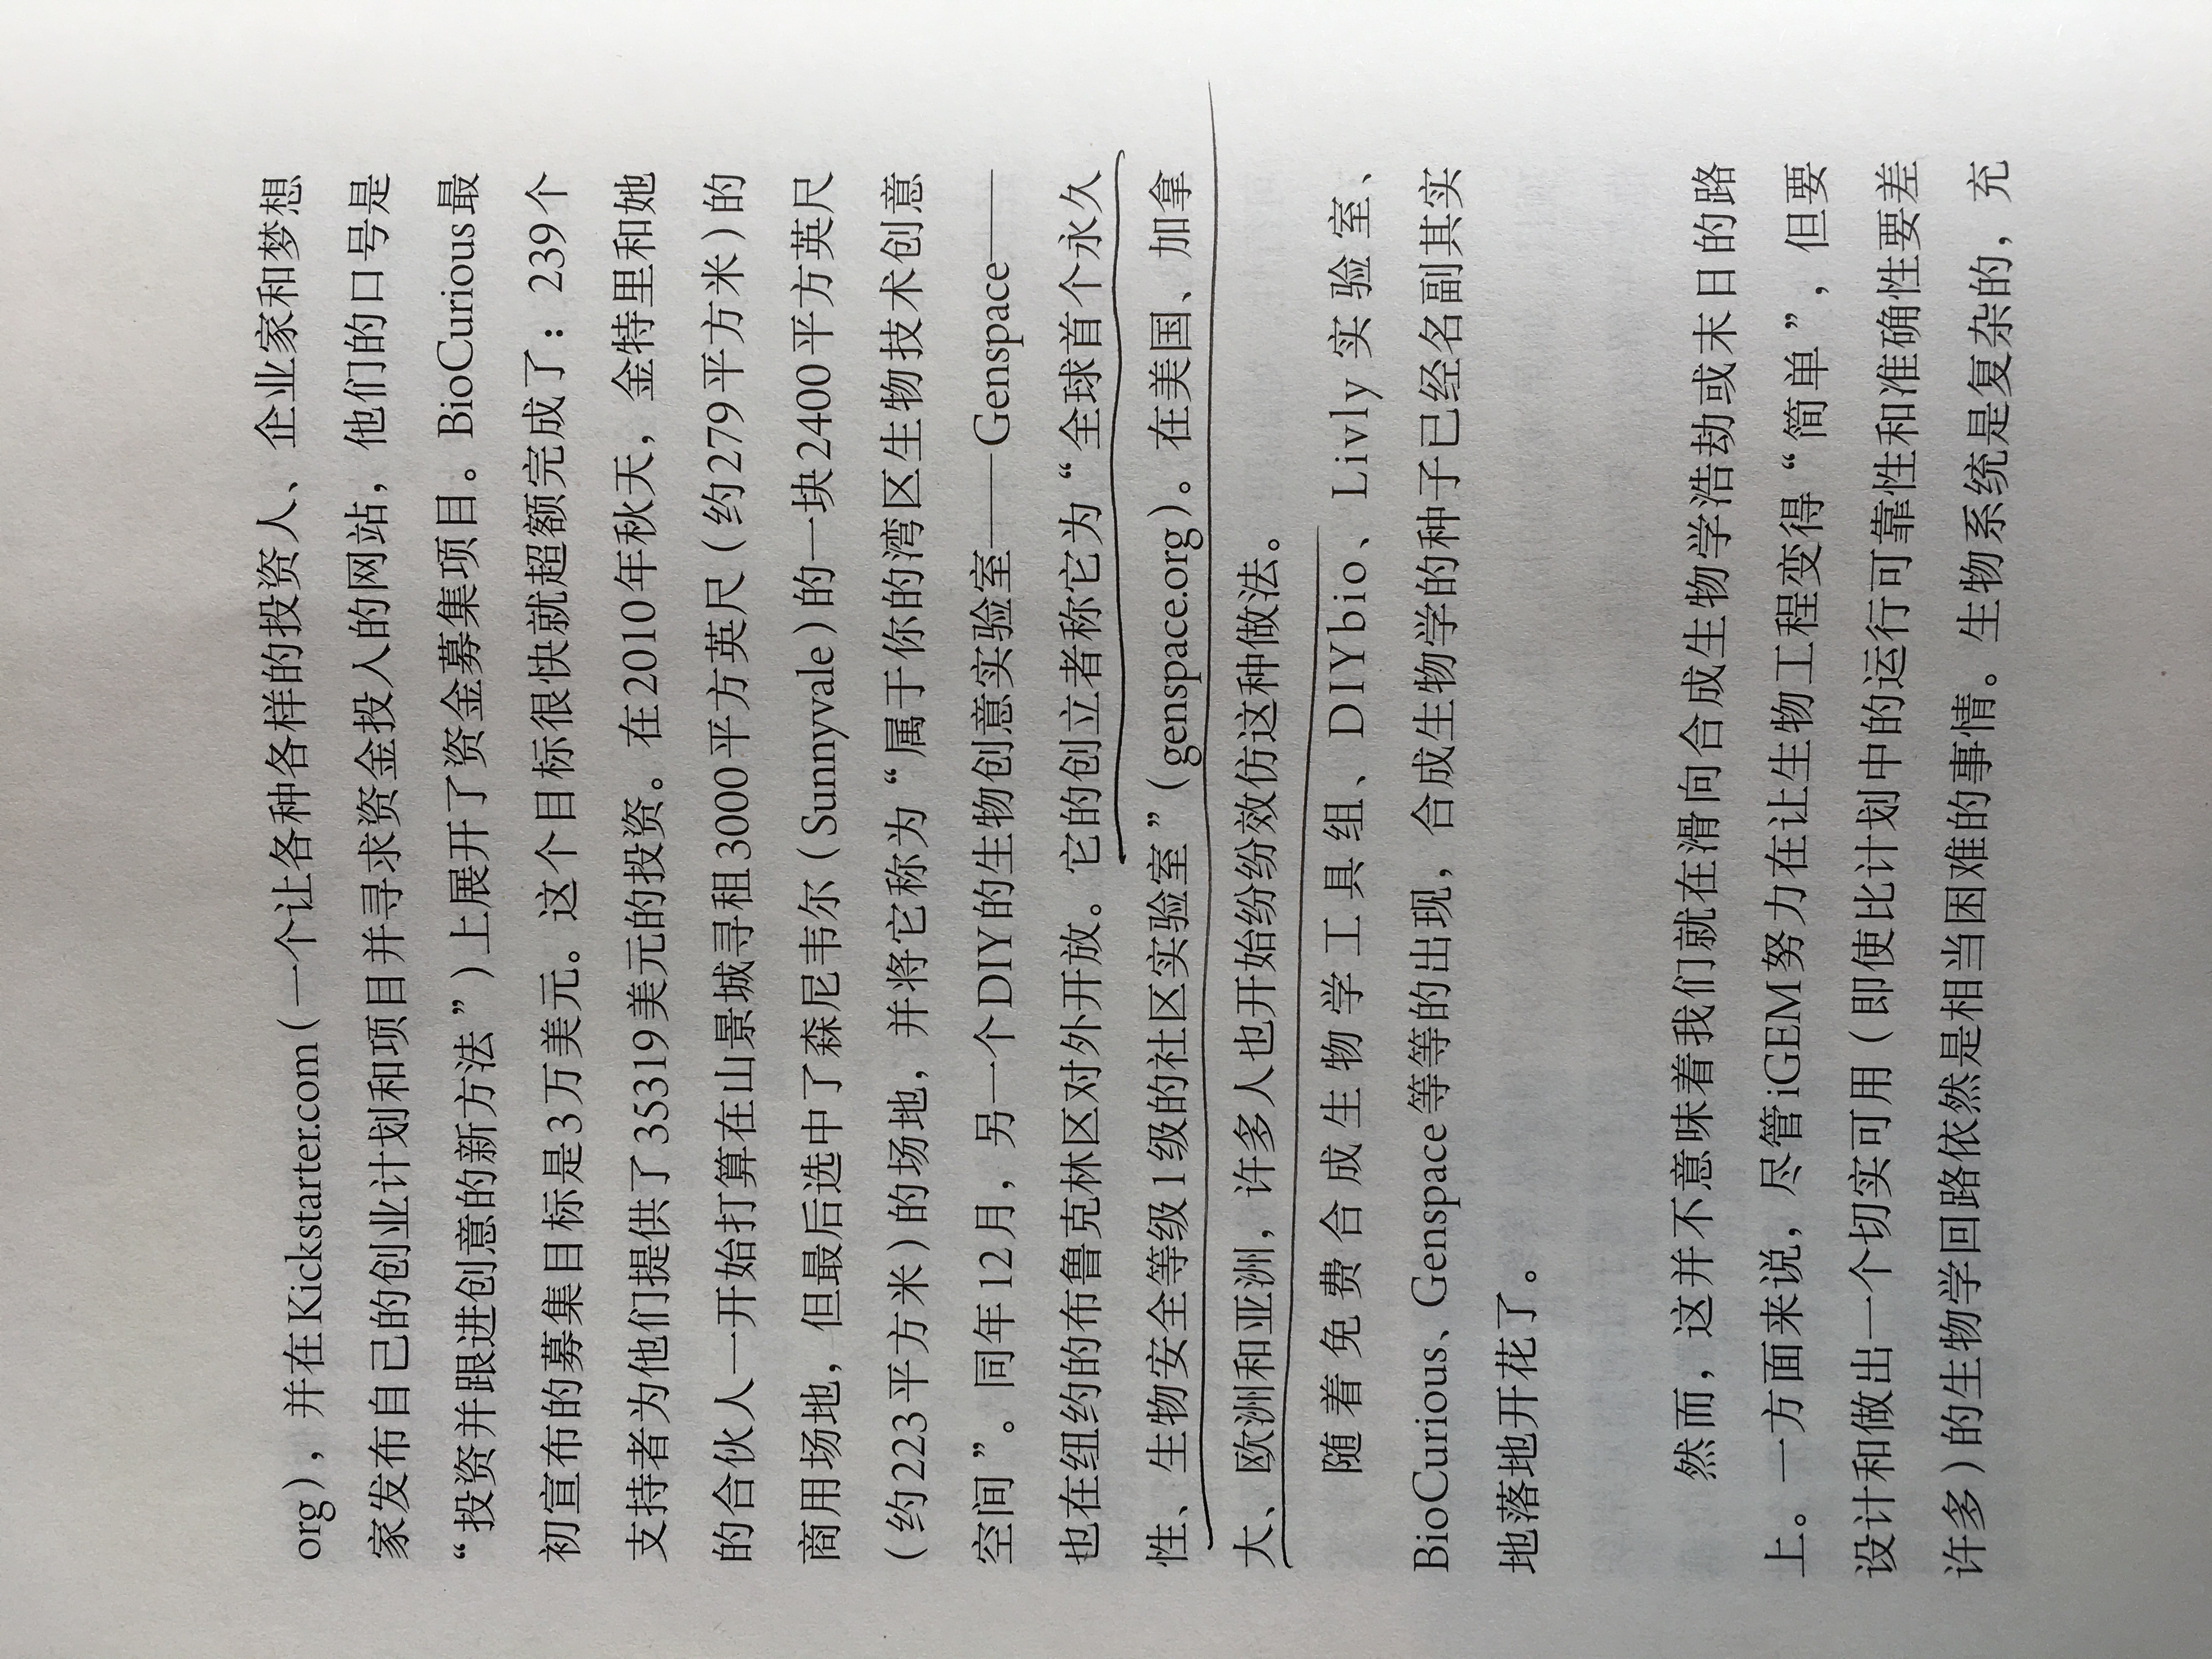 org），并在Kickstarter.com（一个让各种各样的投资人、企业家和梦想
家发布自己的创业计划和项目并寻求资金投入的网站，他们的口号是
“投资并跟进创意的新方法”）上展开了资金募集项目。BioCurious最
初宣布的募集目标是3万美元。这个目标很快就超额完成了：239个
支持者为他们提供了35319美元的投资。在2010年秋天，金特里和她
的合伙人一开始打算在山景城寻租3000平方英尺（约279平方米）的
商用场地，但最后选中了森尼韦尔（Sunnyvale）的一块2400平方英尺
（约223平方米）的场地，并将它称为“属于你的湾区生物技术创意
空间”。同年12月，另一个DIY的生物创意实验室——Genspace——
也在纽约的布鲁克林区对外开放。它的创立者称它为“全球首个永久
性、生物安全等级1级的社区实验室”（genspace.org）。在美国、加拿
大、欧洲和亚洲，许多人也开始纷纷效仿这种做法。
随着免费合成生物学工具组、DIYbio、Livly实验室、
BioCurious、Genspace等等的出现，合成生物学的种子已经名副其实
地落地开花了。
然而，这并不意味着我们就在滑向合成生物学浩劫或末日的路
上。一方面来说，尽管iGEM努力在让生物工程变得“简单”，但要
设计和做出一个切实可用（即使比计划中的运行可靠性和准确性要差
许多）的生物学回路依然是相当困难的事情。生物系统是复杂的，充